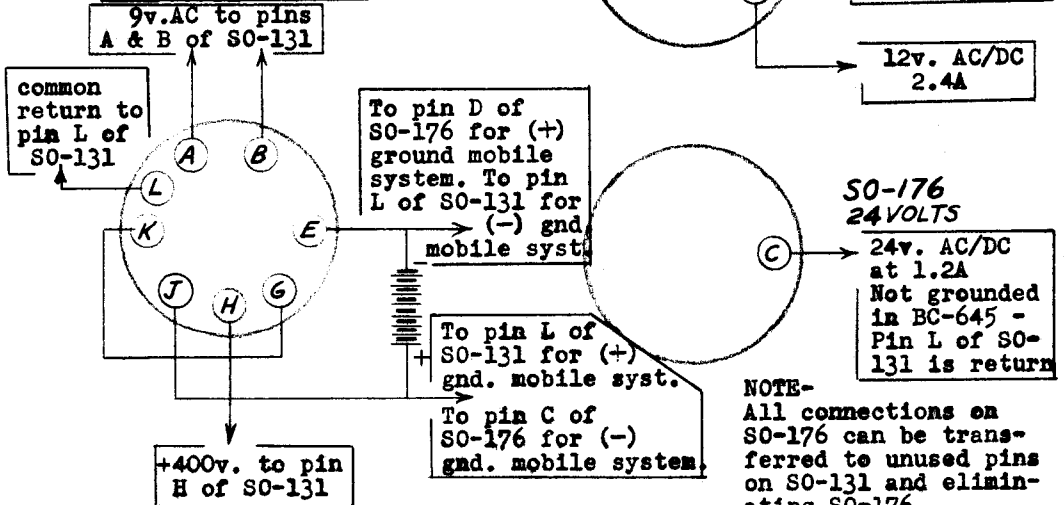 9v.AC to pins
A & B of SO-131
12v. AC/DC
2.4A
common
return to
pin L of
SO-131
To pin D of
SO-176 for (+)
ground mobile
system. To pin
L of SO-131 for
(-) gnd
mobile syst.
A
B
L
K
E
J
H
G
SO-176
24 VOLTS
C
24v. AC/DC
at 1.2A
Not grounded
in BC-645 -
Pin L of SO-
131 is return
+
To pin L of
SO-131 for (+)
gnd. mobile syst.
To pin C of
SO-176 for (-)
gnd. mobile system.
+400v. to pin
H of SO-131
NOTE-
All connections on
SO-176 can be trans-
ferred to unused pins
on SO-131 and elimin-
ating SO-176